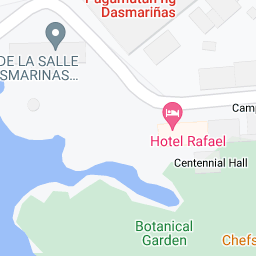 Pagamutan ng
Dasmariñas
DE LA SALLE
SMARINAS...
Camp
Hotel Rafael
Centennial Hall
Botanical
Garden
Chefs